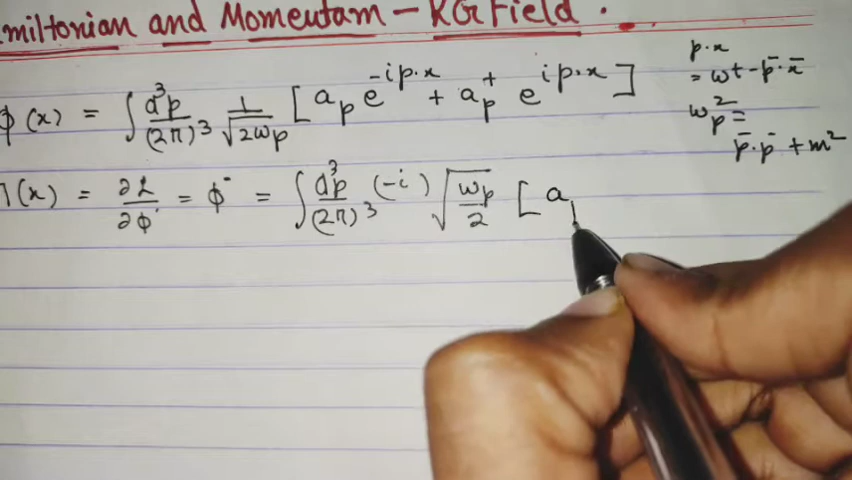 miltonian and Momentam - KG Field .
ϕ(x) = ∫ d³p/(2π)³ 1/√2ωₚ [aₚ e^{-ip·x} + aₚ⁺ e^{ip·x}]
p·x
= ωt - p̄·x̄
ωₚ² =
p̄·p̄ + m²
Π(x) = ∂L/∂ϕ̇ = ϕ̇ = ∫ d³p/(2π)³ (-i) √ωₚ/2 [a